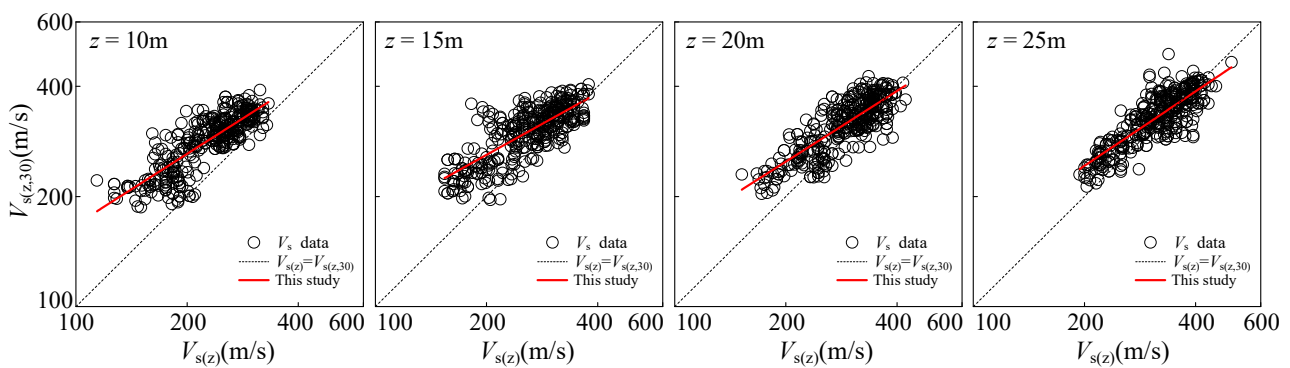 z = 10m
z = 15m
z = 20m
z = 25m
600
400
200
100
V_s(z,30)(m/s)
V_s data
V_s(z)=V_s(z,30)
This study
V_s data
V_s(z)=V_s(z,30)
This study
V_s data
V_s(z)=V_s(z,30)
This study
V_s data
V_s(z)=V_s(z,30)
This study
100 200 400 600
100 200 400 600
100 200 400 600
100 200 400 600
V_s(z)(m/s)
V_s(z)(m/s)
V_s(z)(m/s)
V_s(z)(m/s)